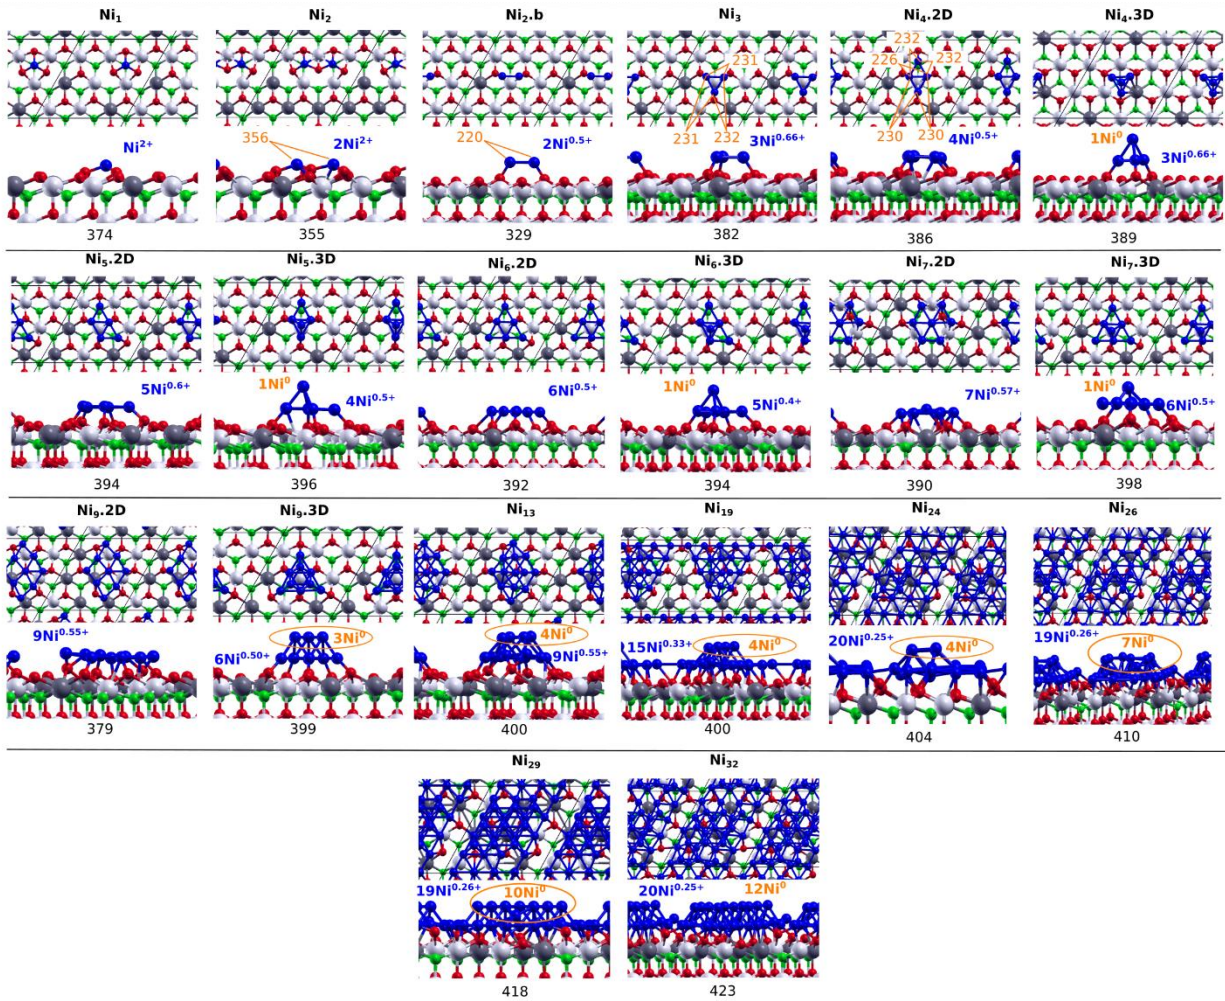 Ni₁ Ni₂ Ni₂.b Ni₃ Ni₄.2D Ni₄.3D
232
231 226 232
231 232 230 230
Ni²⁺ 356 2Ni²⁺ 220 2Ni⁰·⁵⁺ 3Ni⁰·⁶⁶⁺ 4Ni⁰·⁵⁺ 1Ni⁰ 3Ni⁰·⁶⁶⁺
374 355 329 382 386 389
Ni₅.2D Ni₅.3D Ni₆.2D Ni₆.3D Ni₇.2D Ni₇.3D
5Ni⁰·⁶⁺ 1Ni⁰ 4Ni⁰·⁵⁺ 6Ni⁰·⁵⁺ 1Ni⁰ 5Ni⁰·⁴⁺ 7Ni⁰·⁵⁷⁺ 1Ni⁰ 6Ni⁰·⁵⁺
394 396 392 394 390 398
Ni₉.2D Ni₉.3D Ni₁₃ Ni₁₉ Ni₂₄ Ni₂₆
9Ni⁰·⁵⁵⁺ 3Ni⁰ 6Ni⁰·⁵⁰⁺ 4Ni⁰ 9Ni⁰·⁵⁵⁺ 15Ni⁰·³³⁺ 4Ni⁰ 20Ni⁰·²⁵⁺ 4Ni⁰ 19Ni⁰·²⁶⁺ 7Ni⁰
379 399 400 400 404 410
Ni₂₉ Ni₃₂
19Ni⁰·²⁶⁺ 10Ni⁰ 20Ni⁰·²⁵⁺ 12Ni⁰
418 423